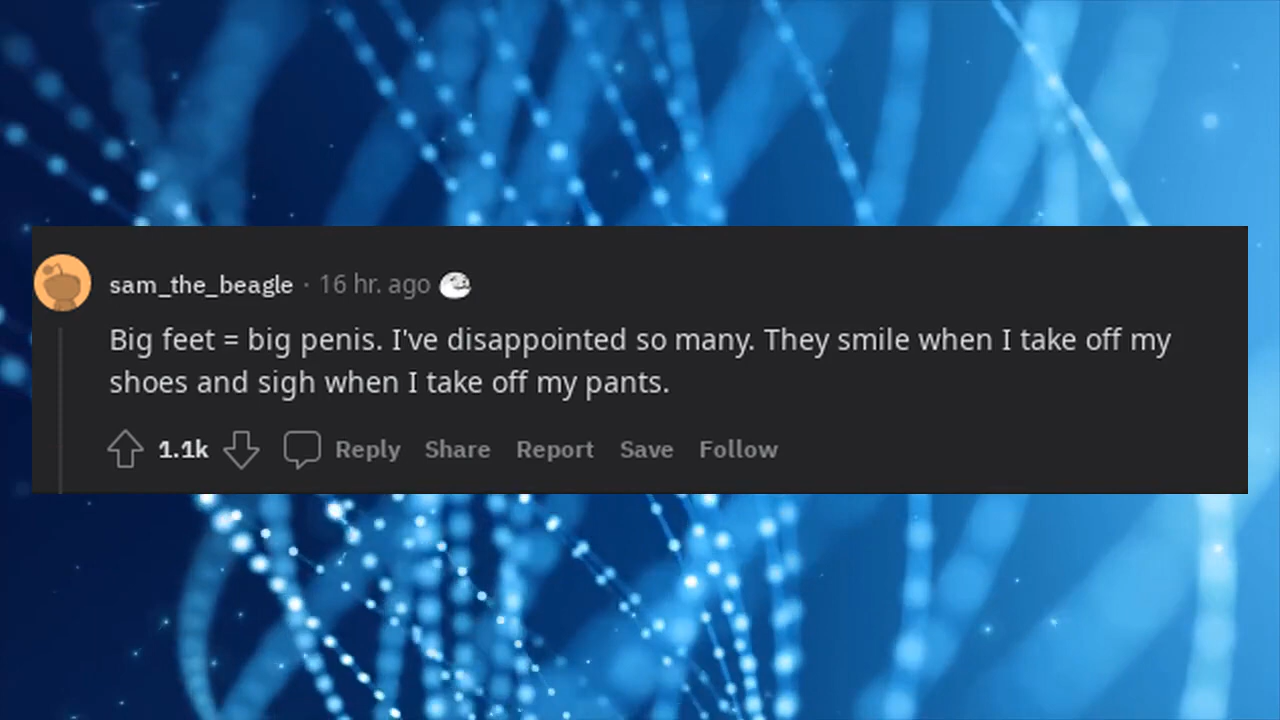 sam_the_beagle · 16 hr. ago
Big feet = big penis. I've disappointed so many. They smile when I take off my
shoes and sigh when I take off my pants.
1.1k Reply Share Report Save Follow